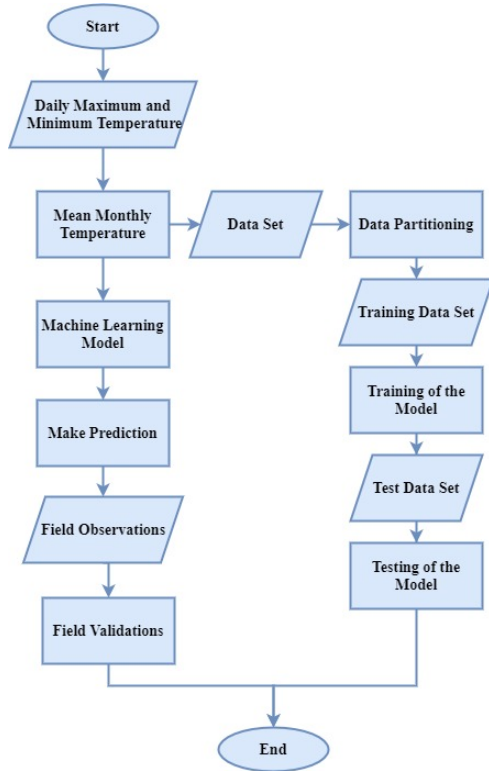 Start
Daily Maximum and
Minimum Temperature
Mean Monthly
Temperature
Data Set
Data Partitioning
Machine Learning
Model
Training Data Set
Make Prediction
Training of the
Model
Field Observations
Test Data Set
Field Validations
Testing of the
Model
End